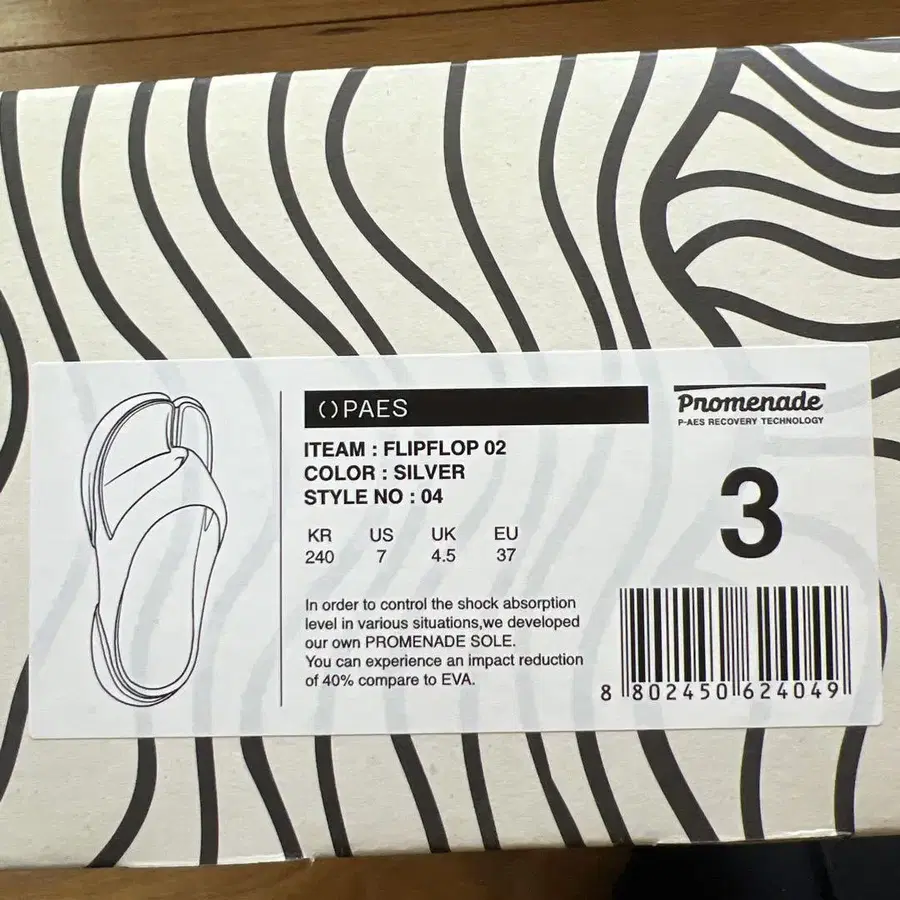 ()PAES
ITEAM : FLIPFLOP 02
COLOR : SILVER
STYLE NO : 04
KR US UK EU
240 7 4.5 37
In order to control the shock absorption
level in various situations,we developed
our own PROMENADE SOLE.
You can experience an impact reduction
of 40% compare to EVA.
Promenade
P-AES RECOVERY TECHNOLOGY
3
8 802450 624049